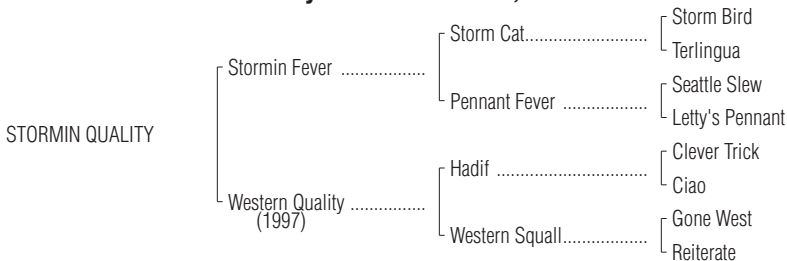 Storm Bird
Storm Cat..............................
Terlingua
Stormin Fever ..................
Seattle Slew
Pennant Fever .....................
Letty's Pennant
STORMIN QUALITY
Clever Trick
Hadif .....................................
Ciao
Western Quality ................
(1997)
Gone West
Western Squall.....................
Reiterate